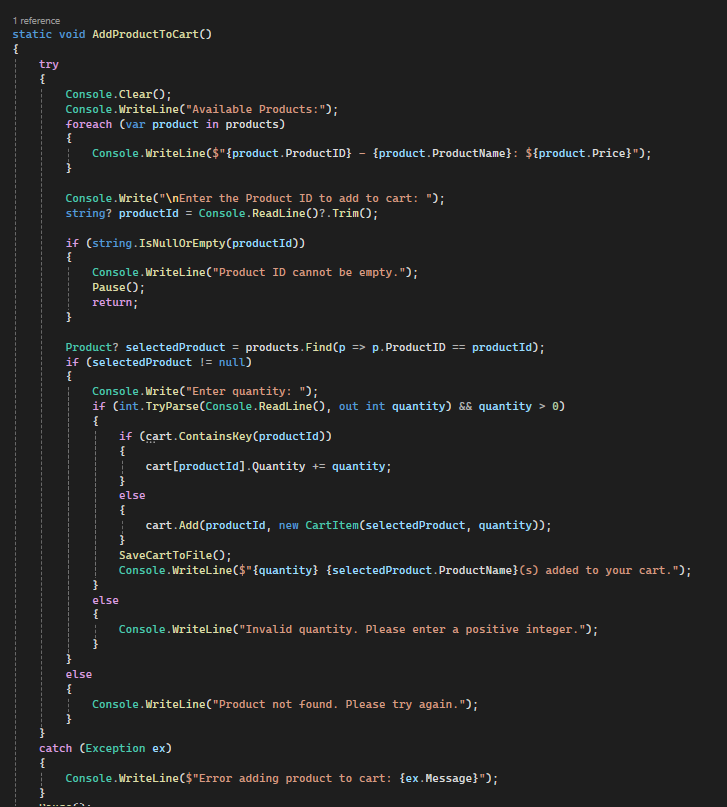 1 reference
static void AddProductToCart()
{
try
{
Console.Clear();
Console.WriteLine("Available Products:");
foreach (var product in products)
{
Console.WriteLine($"{product.ProductID} - {product.ProductName}: ${product.Price}");
}
Console.Write("\nEnter the Product ID to add to cart: ");
string? productId = Console.ReadLine()?.Trim();
if (string.IsNullOrEmpty(productId))
{
Console.WriteLine("Product ID cannot be empty.");
Pause();
return;
}
Product? selectedProduct = products.Find(p => p.ProductID == productId);
if (selectedProduct != null)
{
Console.Write("Enter quantity: ");
if (int.TryParse(Console.ReadLine(), out int quantity) && quantity > 0)
{
if (cart.ContainsKey(productId))
{
cart[productId].Quantity += quantity;
}
else
{
cart.Add(productId, new CartItem(selectedProduct, quantity));
}
SaveCartToFile();
Console.WriteLine($"{quantity} {selectedProduct.ProductName}(s) added to your cart.");
}
else
{
Console.WriteLine("Invalid quantity. Please enter a positive integer.");
}
}
else
{
Console.WriteLine("Product not found. Please try again.");
}
}
catch (Exception ex)
{
Console.WriteLine($"Error adding product to cart: {ex.Message}");
}